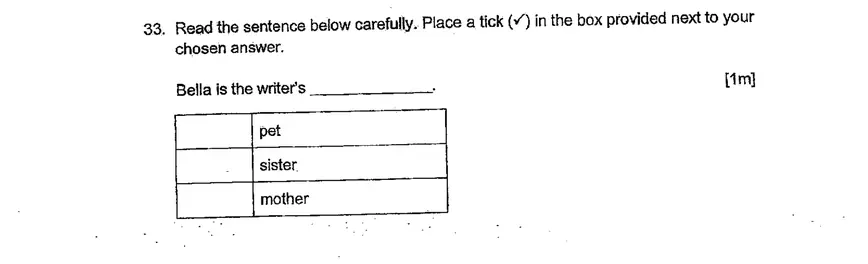 33. Read the sentence below carefully. Place a tick (✓) in the box provided next to your
chosen answer.
Bella is the writer's ____________. [1m]
pet
sister
mother